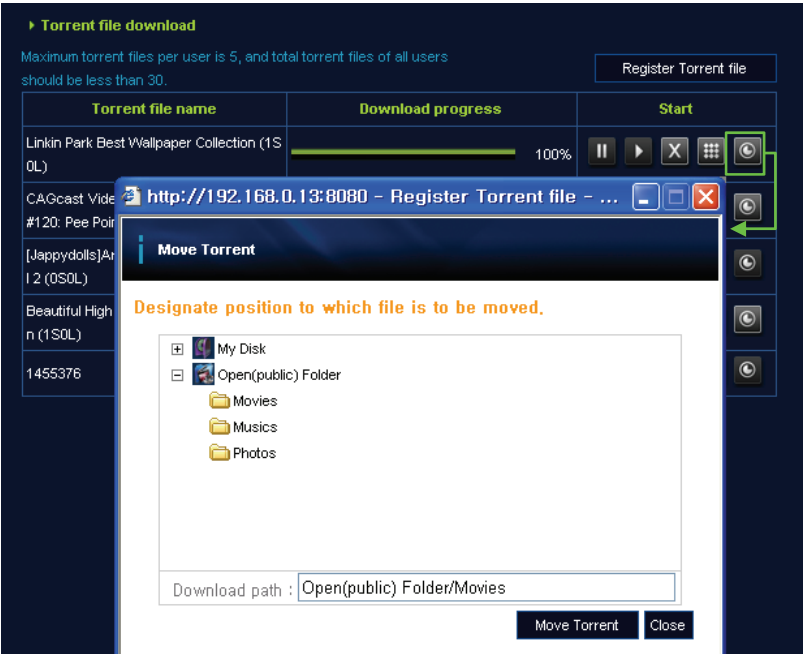 Torrent file download
Maximum torrent files per user is 5, and total torrent files of all users
should be less than 30.
Register Torrent file
Torrent file name
Download progress
Start
Linkin Park Best Wallpaper Collection (1S
0L)
100%
X
CAGcast Vide
#120: Pee Poir
[Jappydolls]Ar
l 2 (0S0L)
Beautiful High
n (1S0L)
1455376
http://192.168.0.13:8080 - Register Torrent file - ...
Move Torrent
Designate position to which file is to be moved.
My Disk
Open(public) Folder
Movies
Musics
Photos
Download path : Open(public) Folder/Movies
Move Torrent
Close